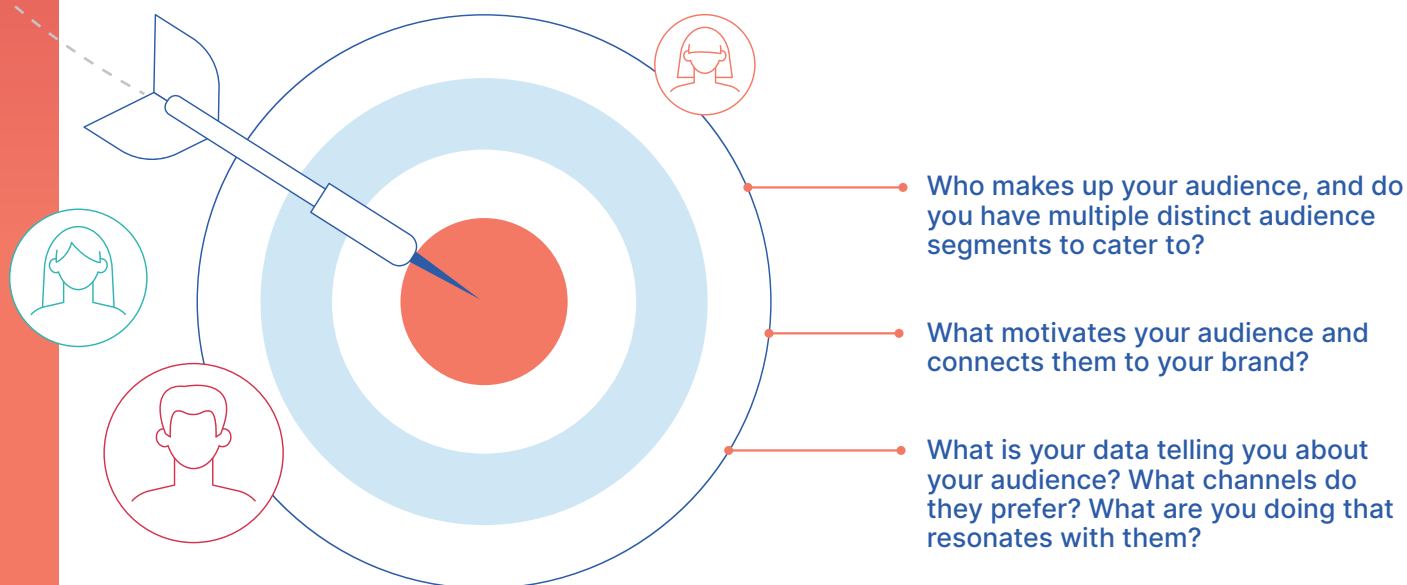 Who makes up your audience, and do
you have multiple distinct audience
segments to cater to?
What motivates your audience and
connects them to your brand?
What is your data telling you about
your audience? What channels do
they prefer? What are you doing that
resonates with them?